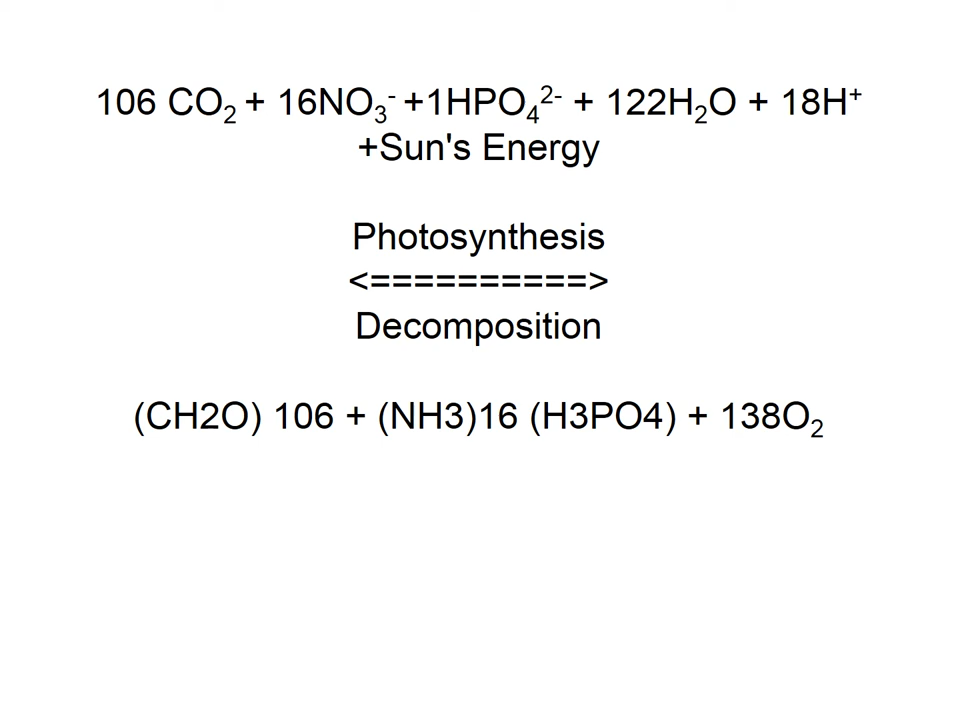 106 CO₂ + 16NO₃⁻ +1HPO₄²⁻ + 122H₂O + 18H⁺
+Sun's Energy
Photosynthesis
<==========>
Decomposition
(CH2O) 106 + (NH3)16 (H3PO4) + 138O₂